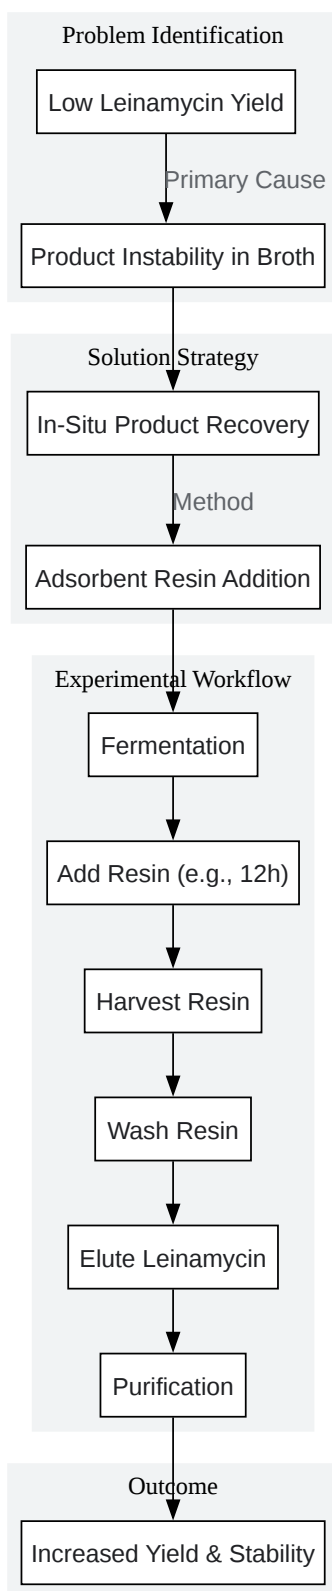 Problem Identification
Low Leinamycin Yield
Primary Cause
Product Instability in Broth
Solution Strategy
In-Situ Product Recovery
Method
Adsorbent Resin Addition
Experimental Workflow
Fermentation
Add Resin (e.g., 12h)
Harvest Resin
Wash Resin
Elute Leinamycin
Purification
Outcome
Increased Yield & Stability